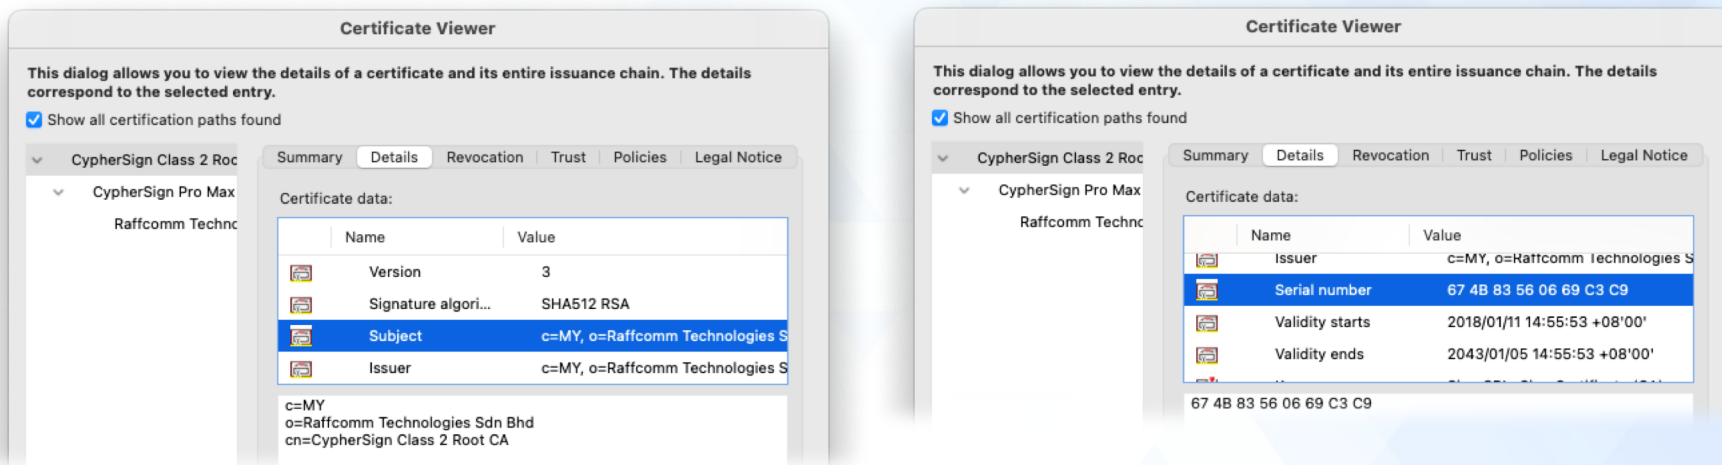 Certificate Viewer
This dialog allows you to view the details of a certificate and its entire issuance chain. The details
correspond to the selected entry.
Show all certification paths found
CypherSign Class 2 Roo
CypherSign Pro Max
Raffcomm Techno
Summary Details Revocation Trust Policies Legal Notice
Certificate data:
Name Value
Version 3
Signature algori... SHA512 RSA
Subject c=MY, o=Raffcomm Technologies S
Issuer c=MY, o=Raffcomm Technologies S
c=MY
o=Raffcomm Technologies Sdn Bhd
cn=CypherSign Class 2 Root CA
Certificate Viewer
This dialog allows you to view the details of a certificate and its entire issuance chain. The details
correspond to the selected entry.
Show all certification paths found
CypherSign Class 2 Roo
CypherSign Pro Max
Raffcomm Techno
Summary Details Revocation Trust Policies Legal Notice
Certificate data:
Name Value
Issuer c=MY, o=Raffcomm Technologies S
Serial number 67 4B 83 56 06 69 C3 C9
Validity starts 2018/01/11 14:55:53 +08'00'
Validity ends 2043/01/05 14:55:53 +08'00'
67 4B 83 56 06 69 C3 C9